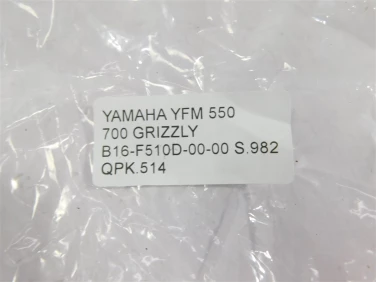 YAMAHA YFM 550
700 GRIZZLY
B16-F510D-00-00 S.982
QPK.514